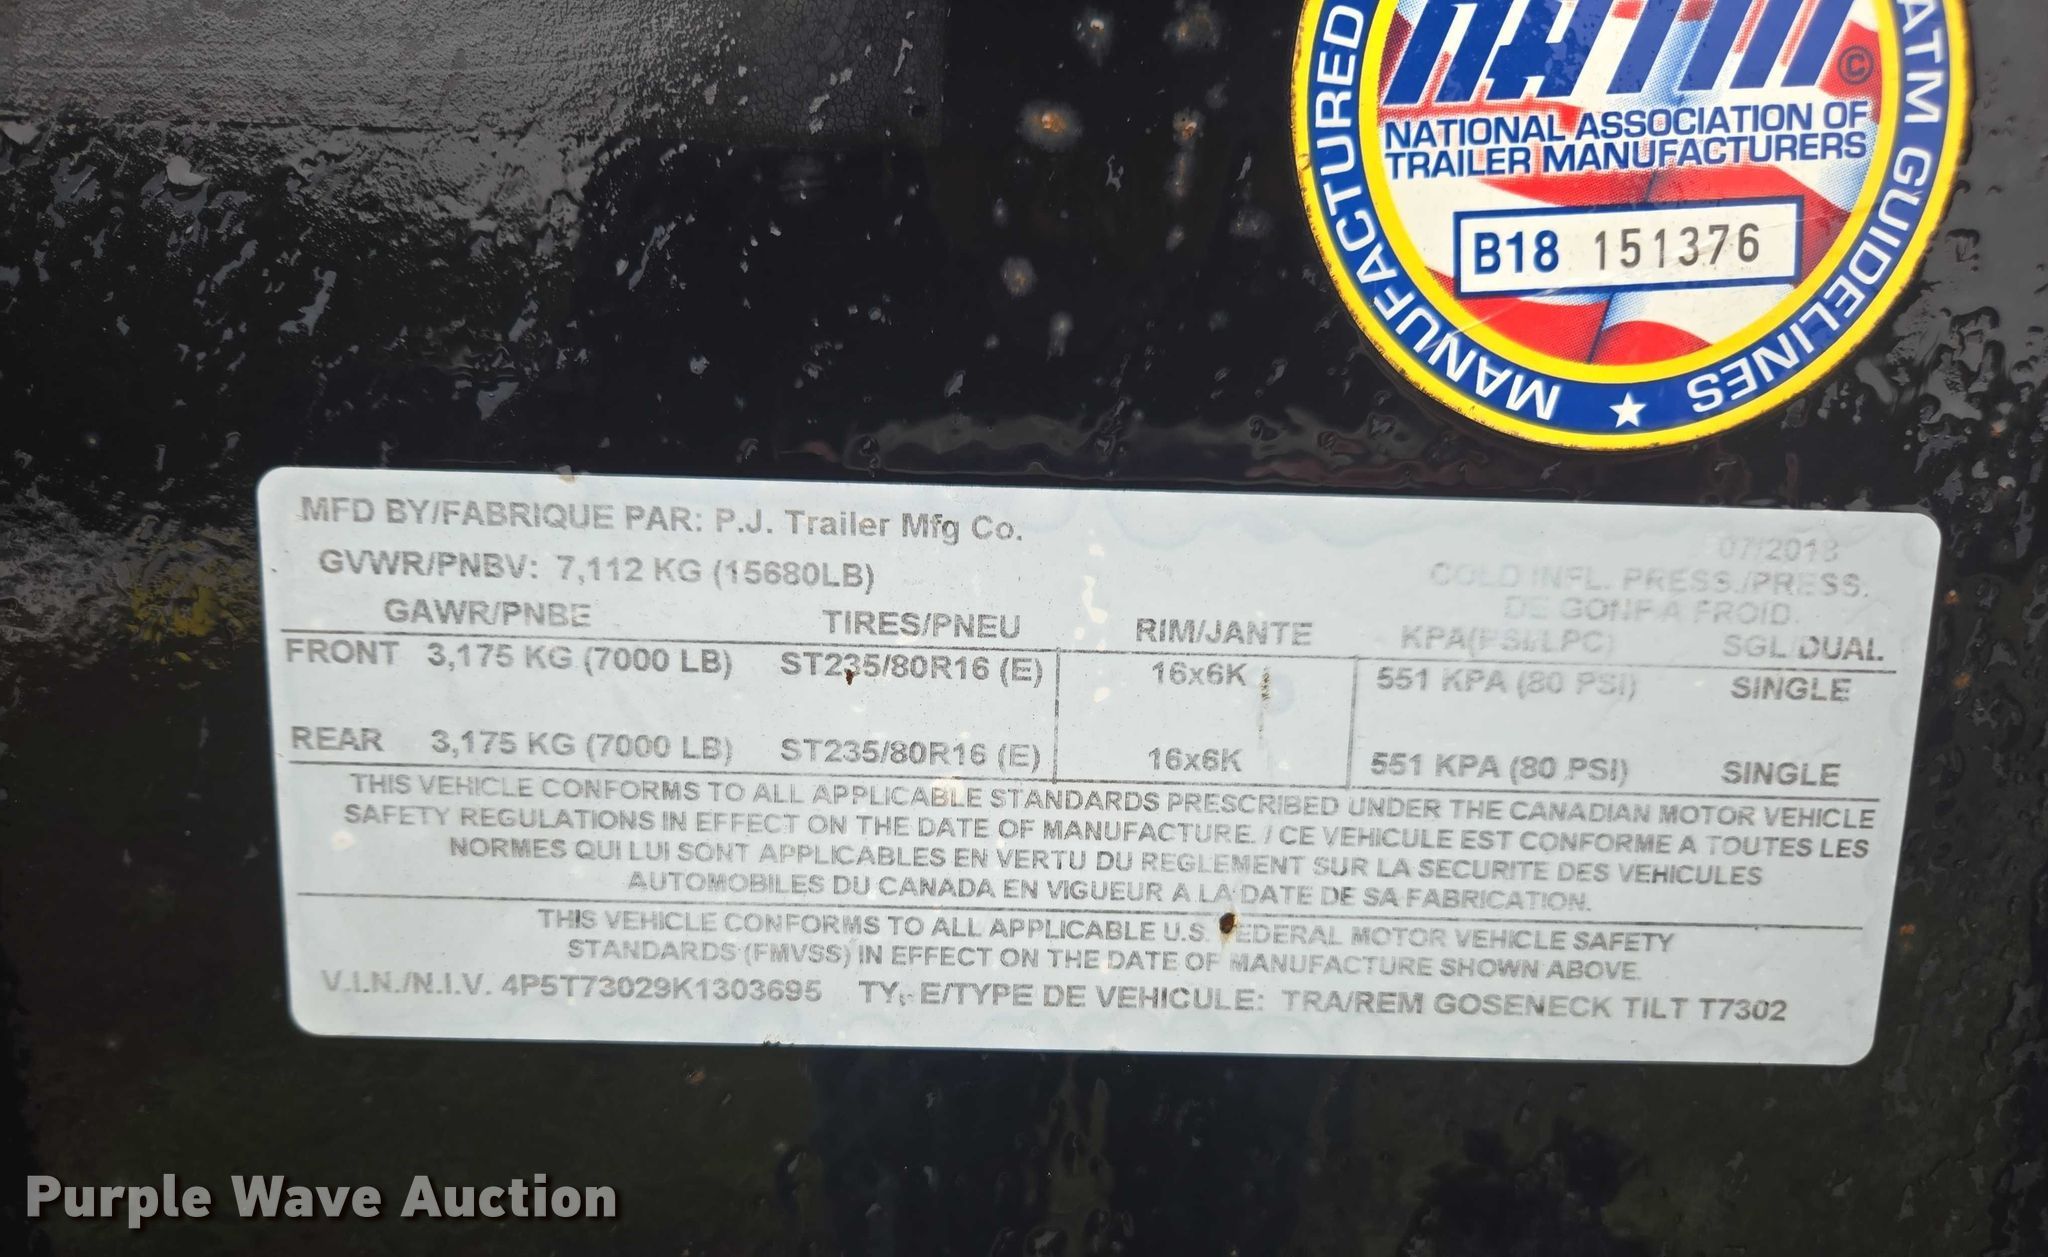 NATM ©
NATIONAL ASSOCIATION OF
TRAILER MANUFACTURERS
B18 151376
MANUFACTURED
NATM GUIDELINES
MFD BY/FABRIQUE PAR: P.J. Trailer Mfg Co.
07/2018
GVWR/PNBV: 7,112 KG (15680LB)
COLD INFL. PRESS./PRESS.
DE GONF A FROID.
GAWR/PNBE TIRES/PNEU RIM/JANTE KPA(PSI/LPC) SGL/DUAL
FRONT 3,175 KG (7000 LB) ST235/80R16 (E) 16x6K 551 KPA (80 PSI) SINGLE
REAR 3,175 KG (7000 LB) ST235/80R16 (E) 16x6K 551 KPA (80 PSI) SINGLE
THIS VEHICLE CONFORMS TO ALL APPLICABLE STANDARDS PRESCRIBED UNDER THE CANADIAN MOTOR VEHICLE
SAFETY REGULATIONS IN EFFECT ON THE DATE OF MANUFACTURE. / CE VEHICULE EST CONFORME A TOUTES LES
NORMES QUI LUI SONT APPLICABLES EN VERTU DU REGLEMENT SUR LA SECURITE DES VEHICULES
AUTOMOBILES DU CANADA EN VIGUEUR A LA DATE DE SA FABRICATION.
THIS VEHICLE CONFORMS TO ALL APPLICABLE U.S. FEDERAL MOTOR VEHICLE SAFETY
STANDARDS (FMVSS) IN EFFECT ON THE DATE OF MANUFACTURE SHOWN ABOVE.
V.I.N./N.I.V. 4P5T73029K1303695 TYPE/TYPE DE VEHICULE: TRA/REM GOSENECK TILT T7302
Purple Wave Auction